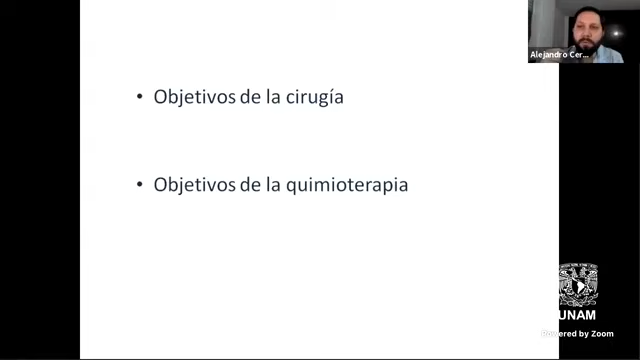 Alejandro Cer...
• Objetivos de la cirugía
• Objetivos de la quimioterapia
UNAM
Powered by Zoom